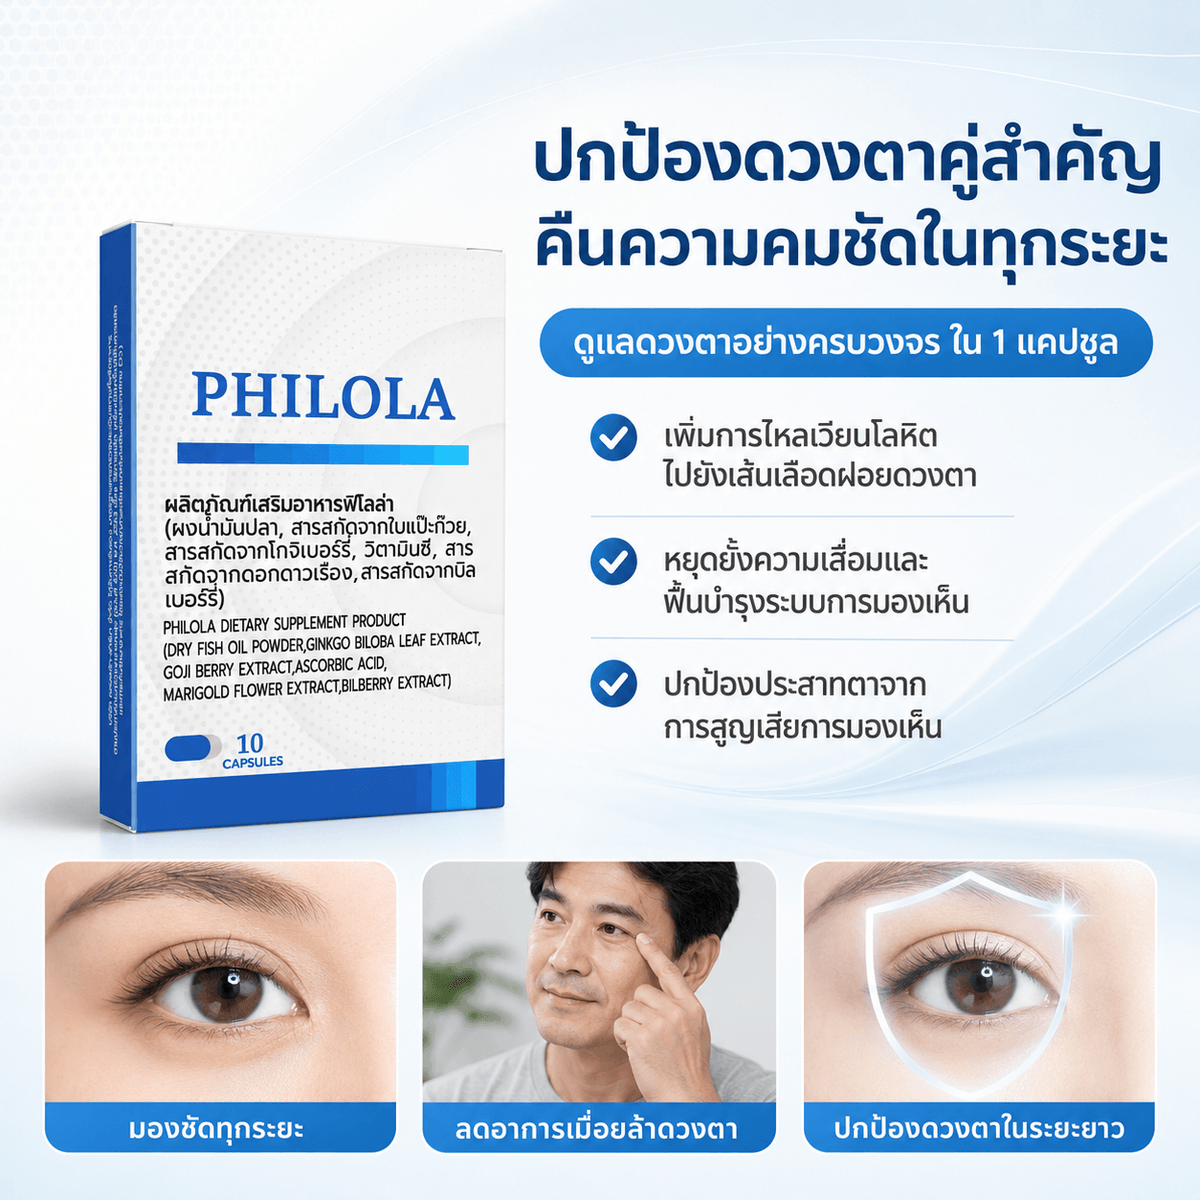 ปกป้องดวงตาคู่สำคัญ
คืนความคมชัดในทุกระยะ
ดูแลดวงตาอย่างครบวงจร ใน 1 แคปซูล
เพิ่มการไหลเวียนโลหิต
ไปยังเส้นเลือดฝอยดวงตา
หยุดยั้งความเสื่อมและ
ฟื้นบำรุงระบบการมองเห็น
ปกป้องประสาทตาจาก
การสูญเสียการมองเห็น
PHILOLA
ผลิตภัณฑ์เสริมอาหารฟิโลล่า
(ผงน้ำมันปลา, สารสกัดจากใบแป๊ะก๊วย,
สารสกัดจากโกจิเบอร์รี่, วิตามินซี, สาร
สกัดจากดอกดาวเรือง, สารสกัดจากบิล
เบอร์รี่)
PHILOLA DIETARY SUPPLEMENT PRODUCT
(DRY FISH OIL POWDER,GINKGO BILOBA LEAF EXTRACT,
GOJI BERRY EXTRACT,ASCORBIC ACID,
MARIGOLD FLOWER EXTRACT,BILBERRY EXTRACT)
10
CAPSULES
มองชัดทุกระยะ
ลดอาการเมื่อยล้าดวงตา
ปกป้องดวงตาในระยะยาว